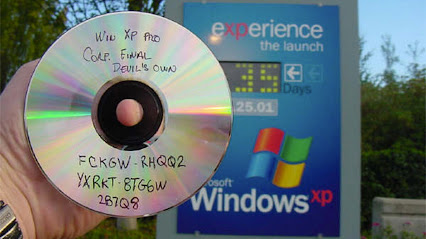 Win XP Pro
Corp. Final
Devil's Own
FCKGW-RHQQ2
YXRKT-8TG6W
2B7Q8
experience
the launch
35
Days
.25.01
Microsoft
Windows xp